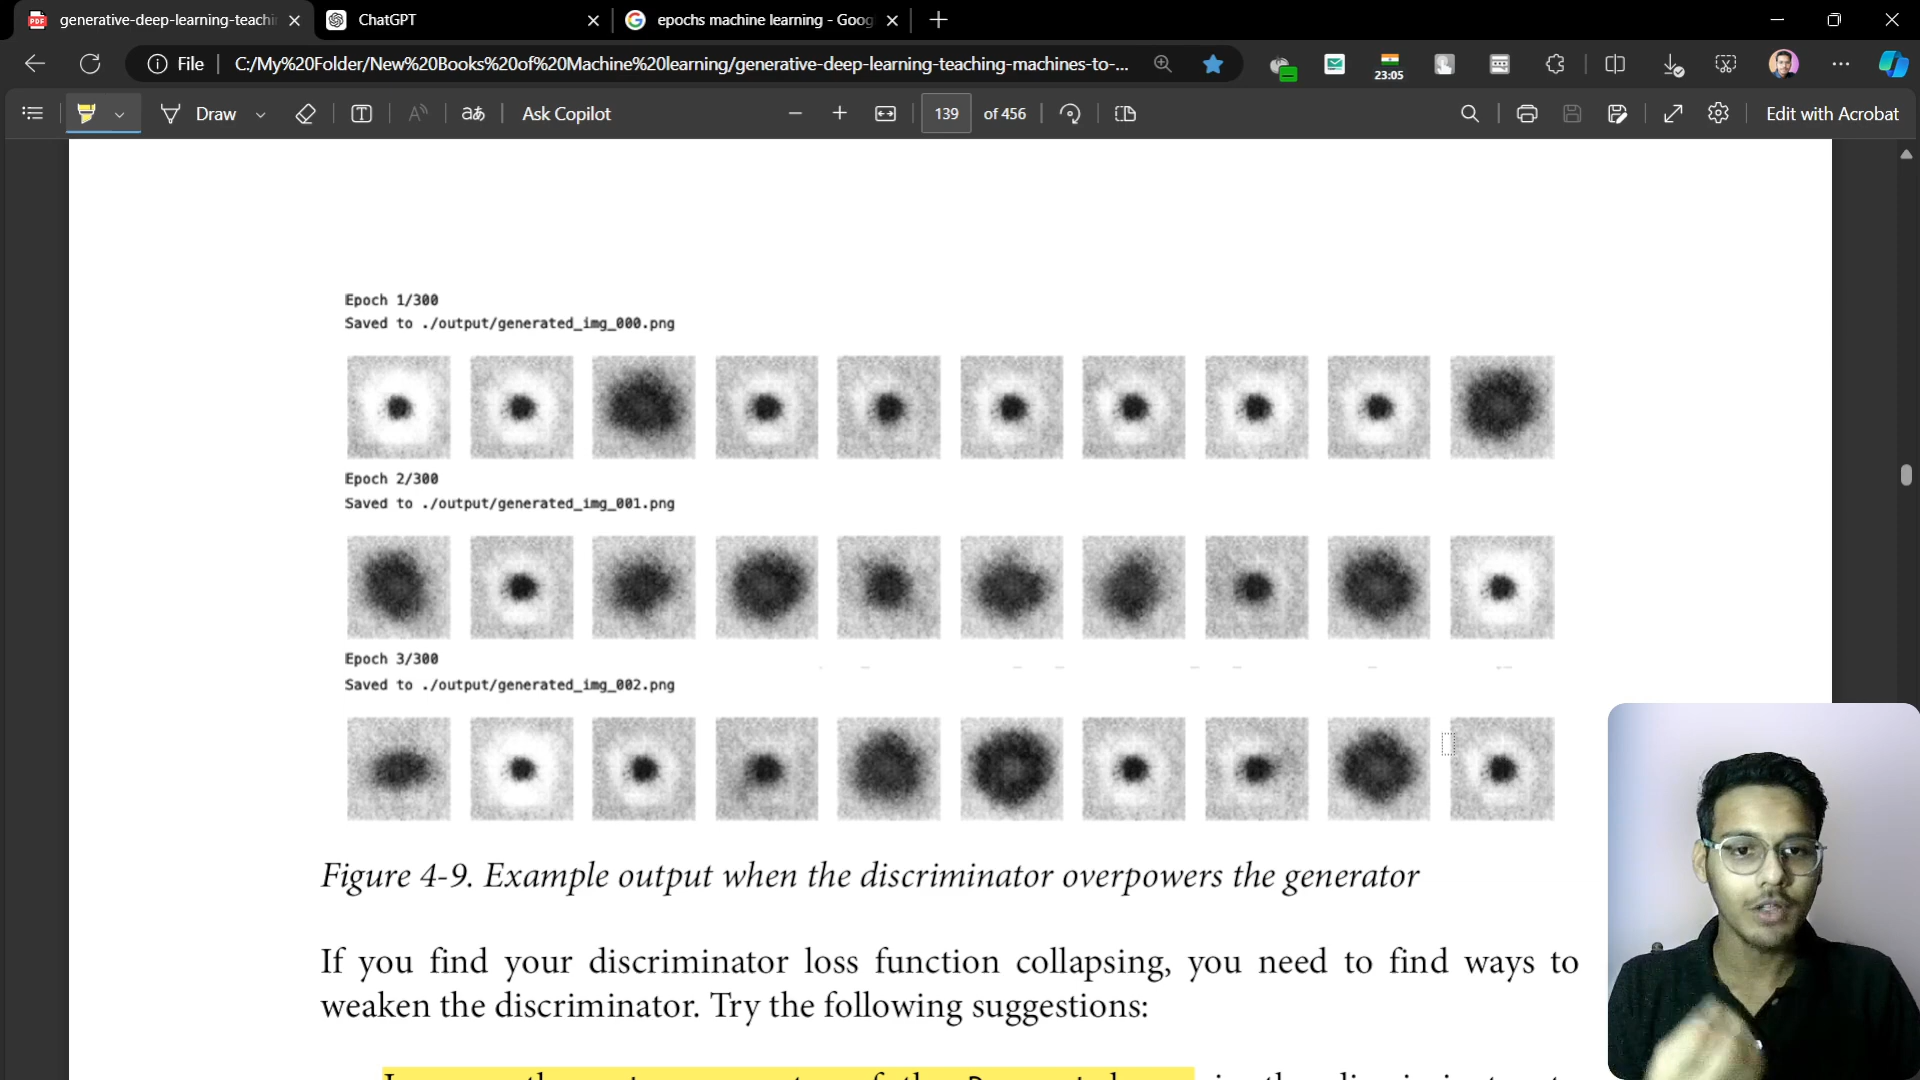 generative-deep-learning-teachin
ChatGPT
epochs machine learning - Goog
File
C:/My%20Folder/New%20Books%20of%20Machine%20learning/generative-deep-learning-teaching-machines-to-...
23:05
Draw
Ask Copilot
139 of 456
Edit with Acrobat
Epoch 1/300
Saved to ./output/generated_img_000.png
Epoch 2/300
Saved to ./output/generated_img_001.png
Epoch 3/300
Saved to ./output/generated_img_002.png
Figure 4-9. Example output when the discriminator overpowers the generator
If you find your discriminator loss function collapsing, you need to find ways to
weaken the discriminator. Try the following suggestions: